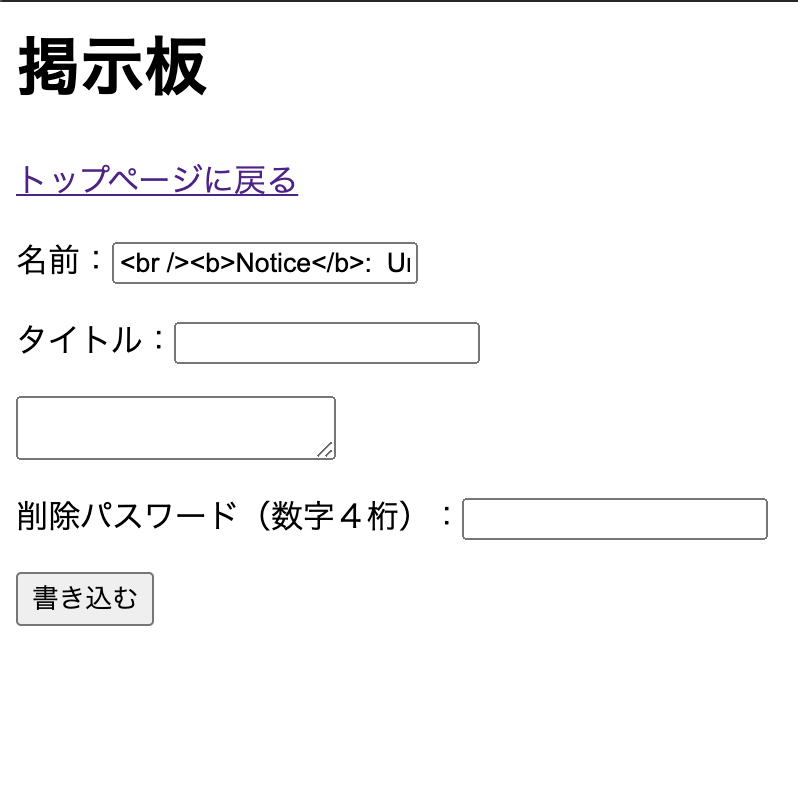 掲示板
トップページに戻る
名前：<br /><b>Notice</b>:  Un
タイトル：
削除パスワード（数字４桁）：
書き込む